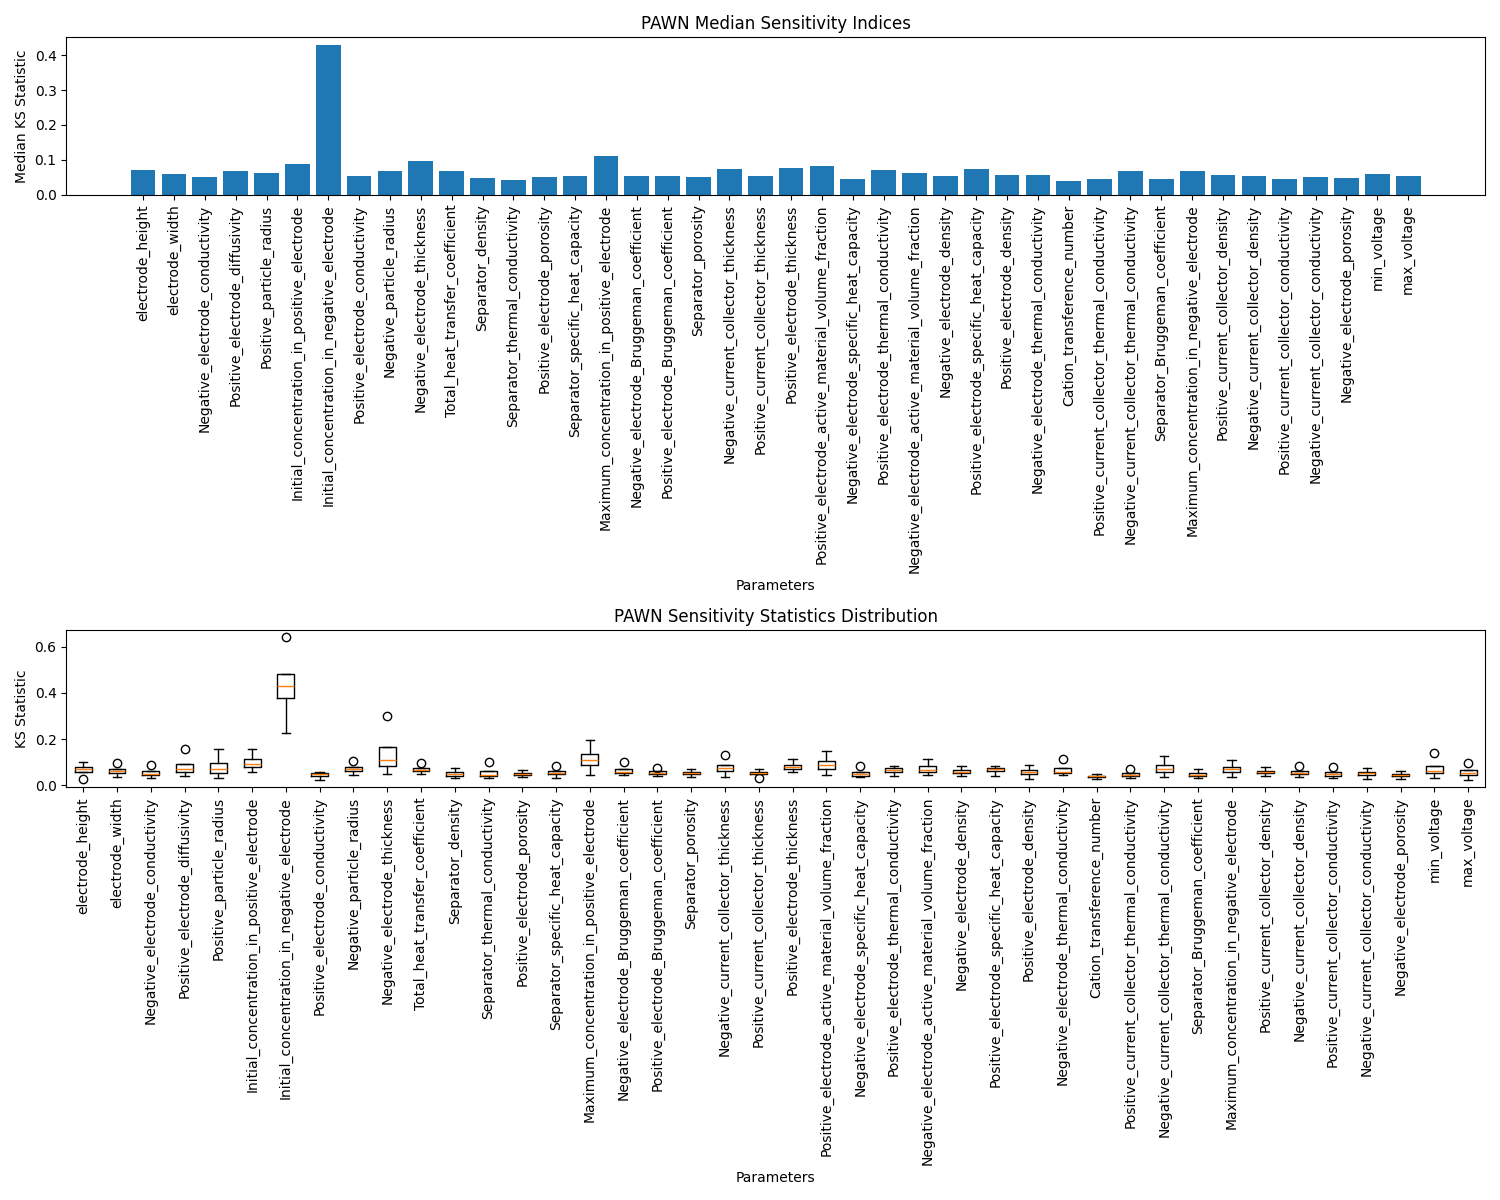 PAWN Median Sensitivity Indices
Median KS Statistic
0.4
0.3
0.2
0.1
0.0
electrode_height
electrode_width
Negative_electrode_conductivity
Positive_electrode_diffusivity
Positive_particle_radius
Initial_concentration_in_positive_electrode
Initial_concentration_in_negative_electrode
Positive_electrode_conductivity
Negative_particle_radius
Negative_electrode_thickness
Total_heat_transfer_coefficient
Separator_density
Separator_thermal_conductivity
Positive_electrode_porosity
Separator_specific_heat_capacity
Maximum_concentration_in_positive_electrode
Negative_electrode_Bruggeman_coefficient
Positive_electrode_Bruggeman_coefficient
Separator_porosity
Negative_current_collector_thickness
Positive_current_collector_thickness
Positive_electrode_thickness
Positive_electrode_active_material_volume_fraction
Negative_electrode_specific_heat_capacity
Positive_electrode_thermal_conductivity
Negative_electrode_active_material_volume_fraction
Negative_electrode_density
Positive_electrode_specific_heat_capacity
Positive_electrode_density
Negative_electrode_thermal_conductivity
Cation_transference_number
Positive_current_collector_thermal_conductivity
Negative_current_collector_thermal_conductivity
Separator_Bruggeman_coefficient
Maximum_concentration_in_negative_electrode
Positive_current_collector_density
Negative_current_collector_density
Positive_current_collector_conductivity
Negative_current_collector_conductivity
Negative_electrode_porosity
min_voltage
max_voltage
Parameters
PAWN Sensitivity Statistics Distribution
KS Statistic
0.6
0.4
0.2
0.0
electrode_height
electrode_width
Negative_electrode_conductivity
Positive_electrode_diffusivity
Positive_particle_radius
Initial_concentration_in_positive_electrode
Initial_concentration_in_negative_electrode
Positive_electrode_conductivity
Negative_particle_radius
Negative_electrode_thickness
Total_heat_transfer_coefficient
Separator_density
Separator_thermal_conductivity
Positive_electrode_porosity
Separator_specific_heat_capacity
Maximum_concentration_in_positive_electrode
Negative_electrode_Bruggeman_coefficient
Positive_electrode_Bruggeman_coefficient
Separator_porosity
Negative_current_collector_thickness
Positive_current_collector_thickness
Positive_electrode_thickness
Positive_electrode_active_material_volume_fraction
Negative_electrode_specific_heat_capacity
Positive_electrode_thermal_conductivity
Negative_electrode_active_material_volume_fraction
Negative_electrode_density
Positive_electrode_specific_heat_capacity
Positive_electrode_density
Negative_electrode_thermal_conductivity
Cation_transference_number
Positive_current_collector_thermal_conductivity
Negative_current_collector_thermal_conductivity
Separator_Bruggeman_coefficient
Maximum_concentration_in_negative_electrode
Positive_current_collector_density
Negative_current_collector_density
Positive_current_collector_conductivity
Negative_current_collector_conductivity
Negative_electrode_porosity
min_voltage
max_voltage
Parameters